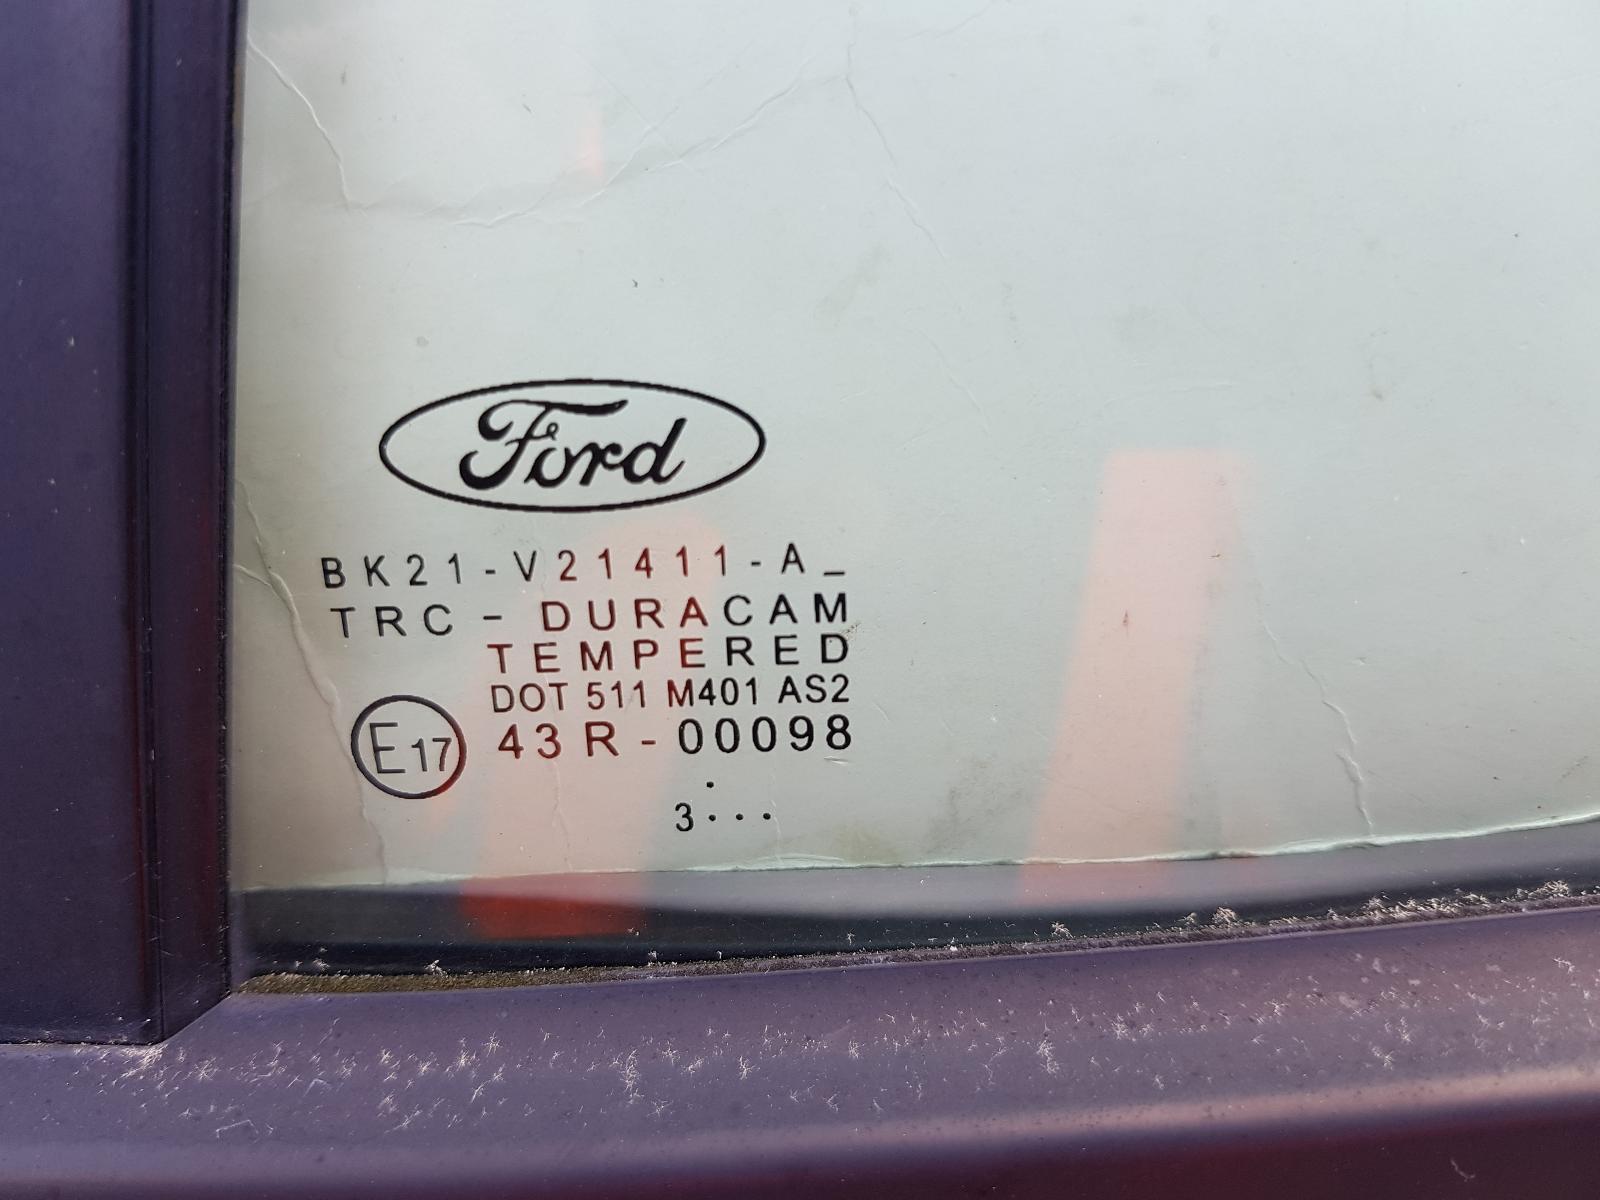 Ford
BK21-V21411-A_
TRC - DURACAM
TEMPERED
DOT 511 M401 AS2
E17 43R-00098
.
3...